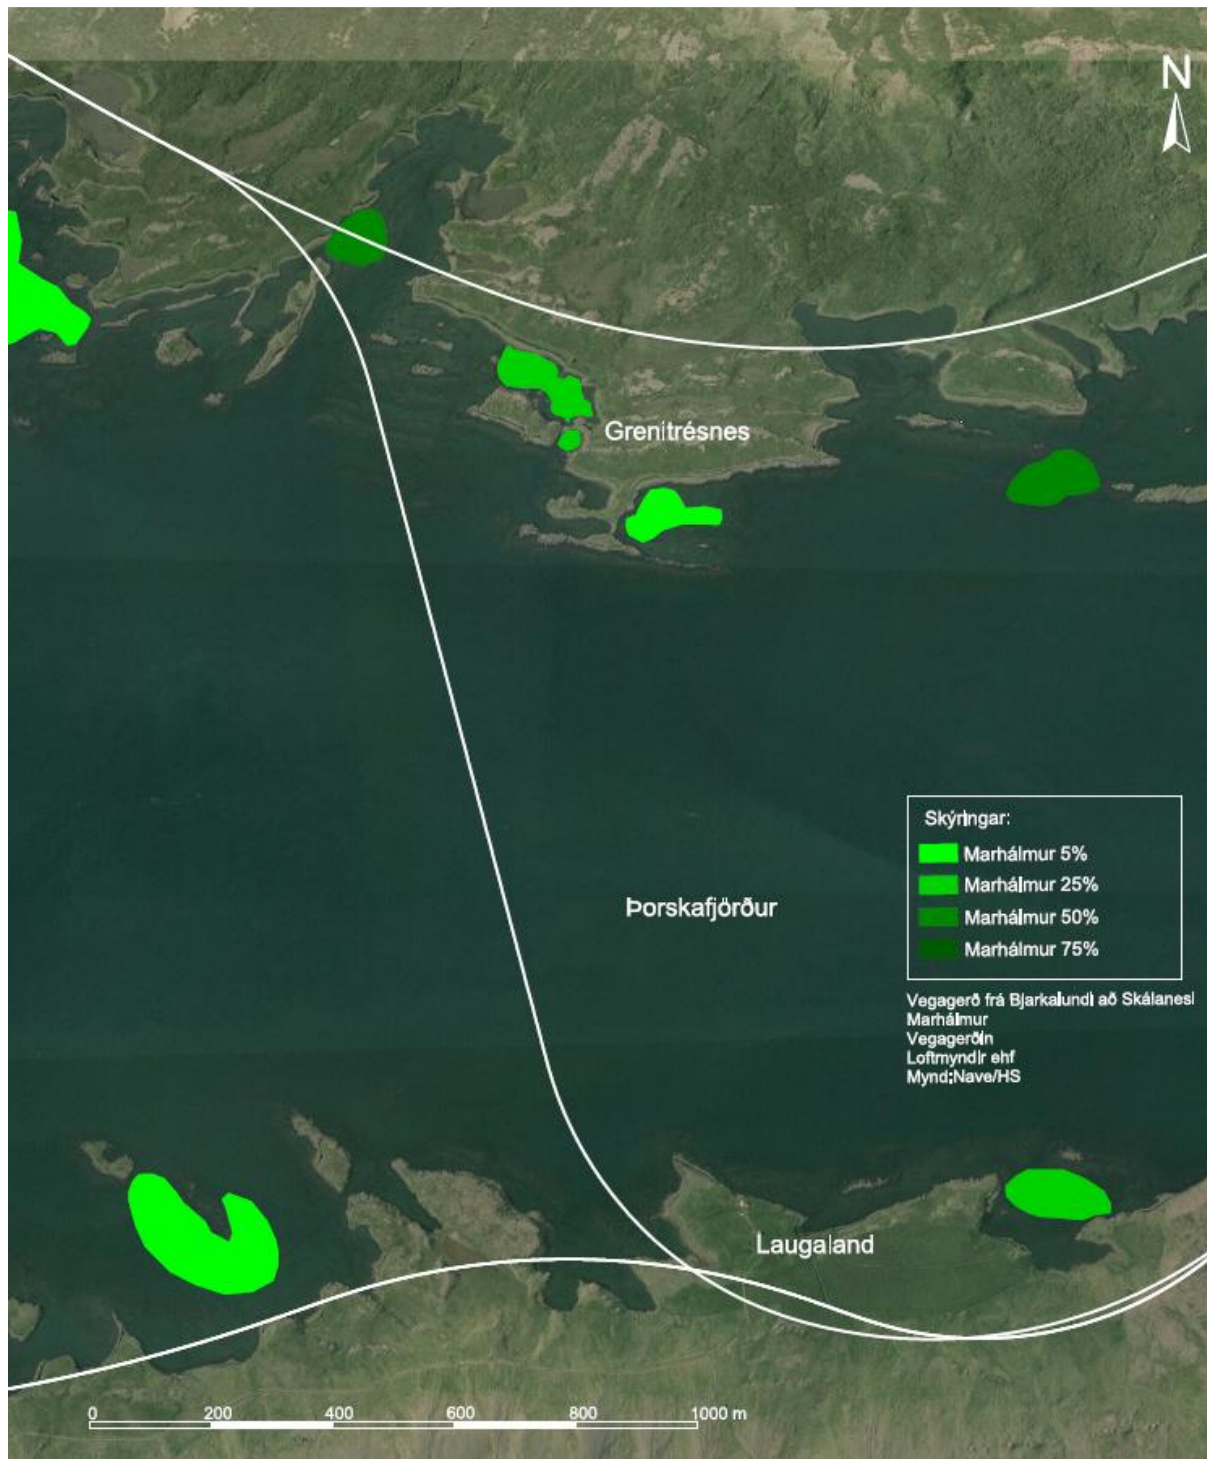 N
Grenitrésnes
Skýringar:
Marhálmur 5%
Marhálmur 25%
Þorskafjörður
Marhálmur 50%
Marhálmur 75%
Vegagerð frá Bjarkalundi að Skálanesi
Marhálmur
Vegagerðin
Loftmyndir ehf
Mynd:Nave/HS
Laugaland
0 200 400 600 800 1000 m